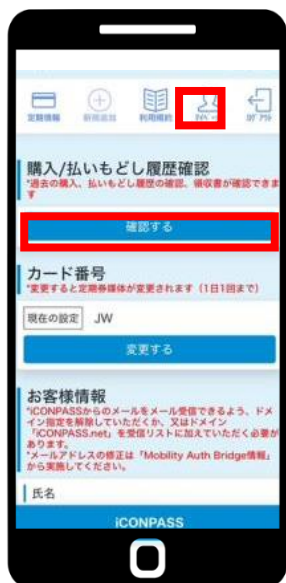 定期情報
新規追加
利用規約
ログアウト
購入/払いもどし履歴確認
*過去の購入、払いもどし履歴の確認、領収書が確認できま
す
確認する
カード番号
*変更すると定期券媒体が変更されます（1日1回まで）
現在の設定 JW
変更する
お客様情報
*iCONPASSからのメールをメール受信できるよう、ドメ
イン指定を解除していただくか、又はドメイン
「iCONPASS.net」を受信リストに加えていただく必要が
あります。
*メールアドレスの修正は「Mobility Auth Bridge情報」
から実施してください。
氏名
iCONPASS